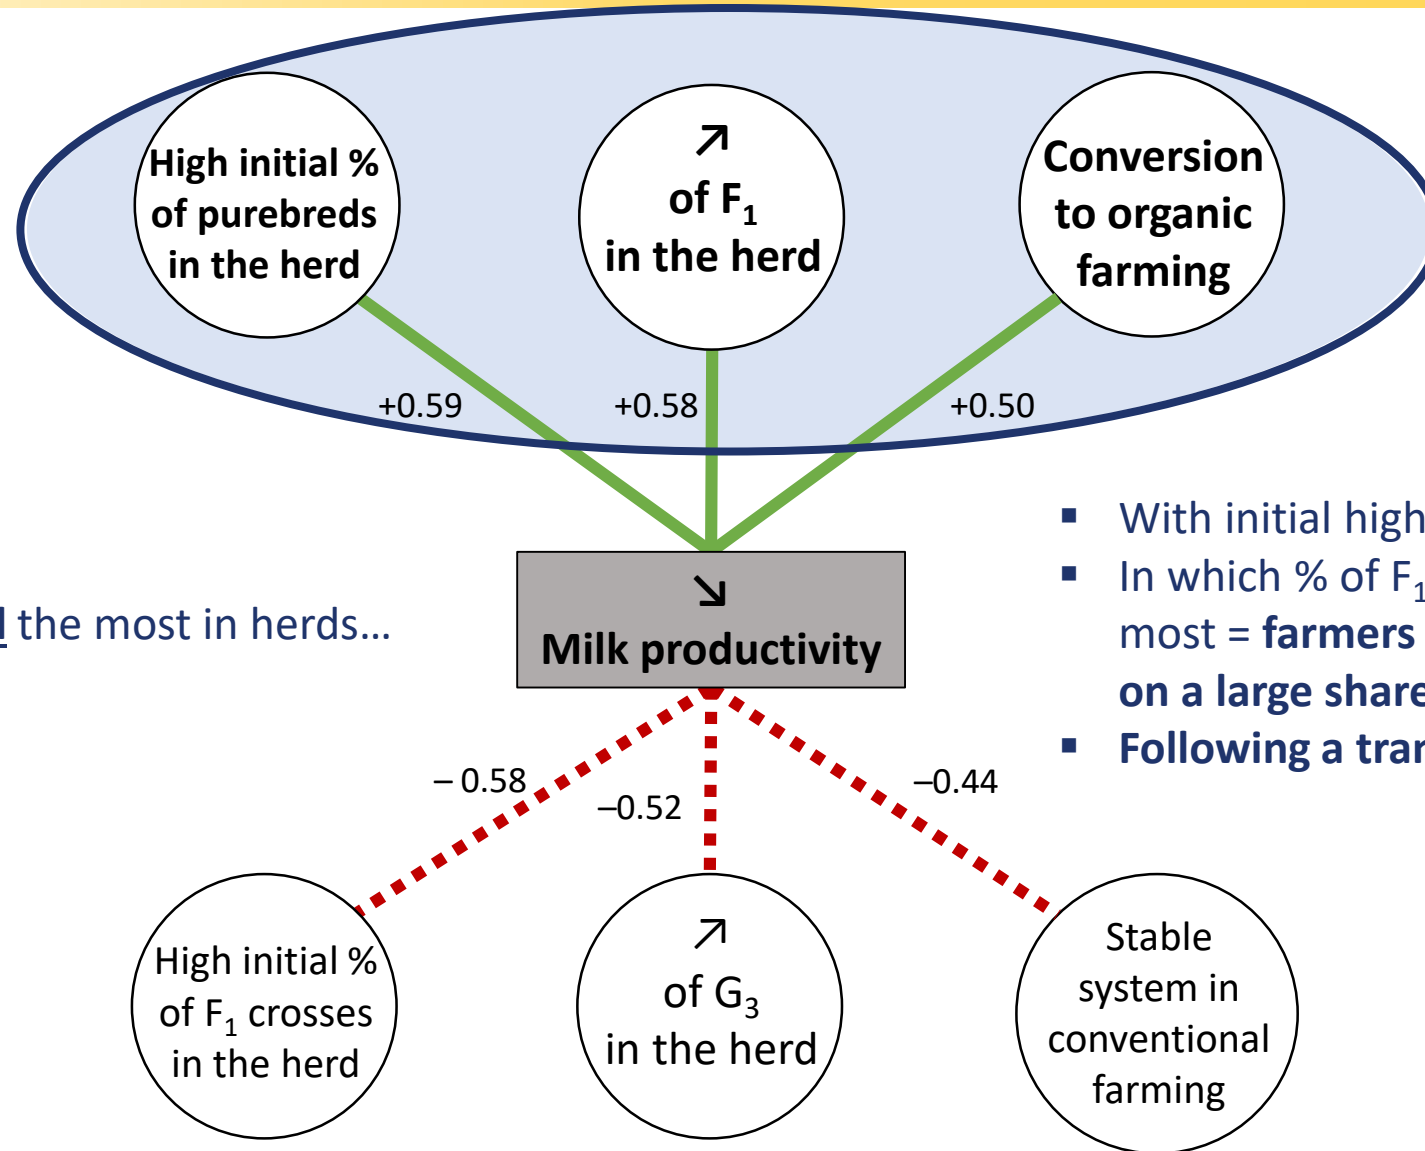 High initial %
of purebreds
in the herd
↗
of F₁
in the herd
Conversion
to organic
farming
+0.59
+0.58
+0.50
the most in herds…
↘
Milk productivity
▪ With initial high
▪ In which % of F₁
most = farmers
on a large share
▪ Following a
– 0.58
–0.52
–0.44
High initial %
of F₁ crosses
in the herd
↗
of G₃
in the herd
Stable
system in
conventional
farming